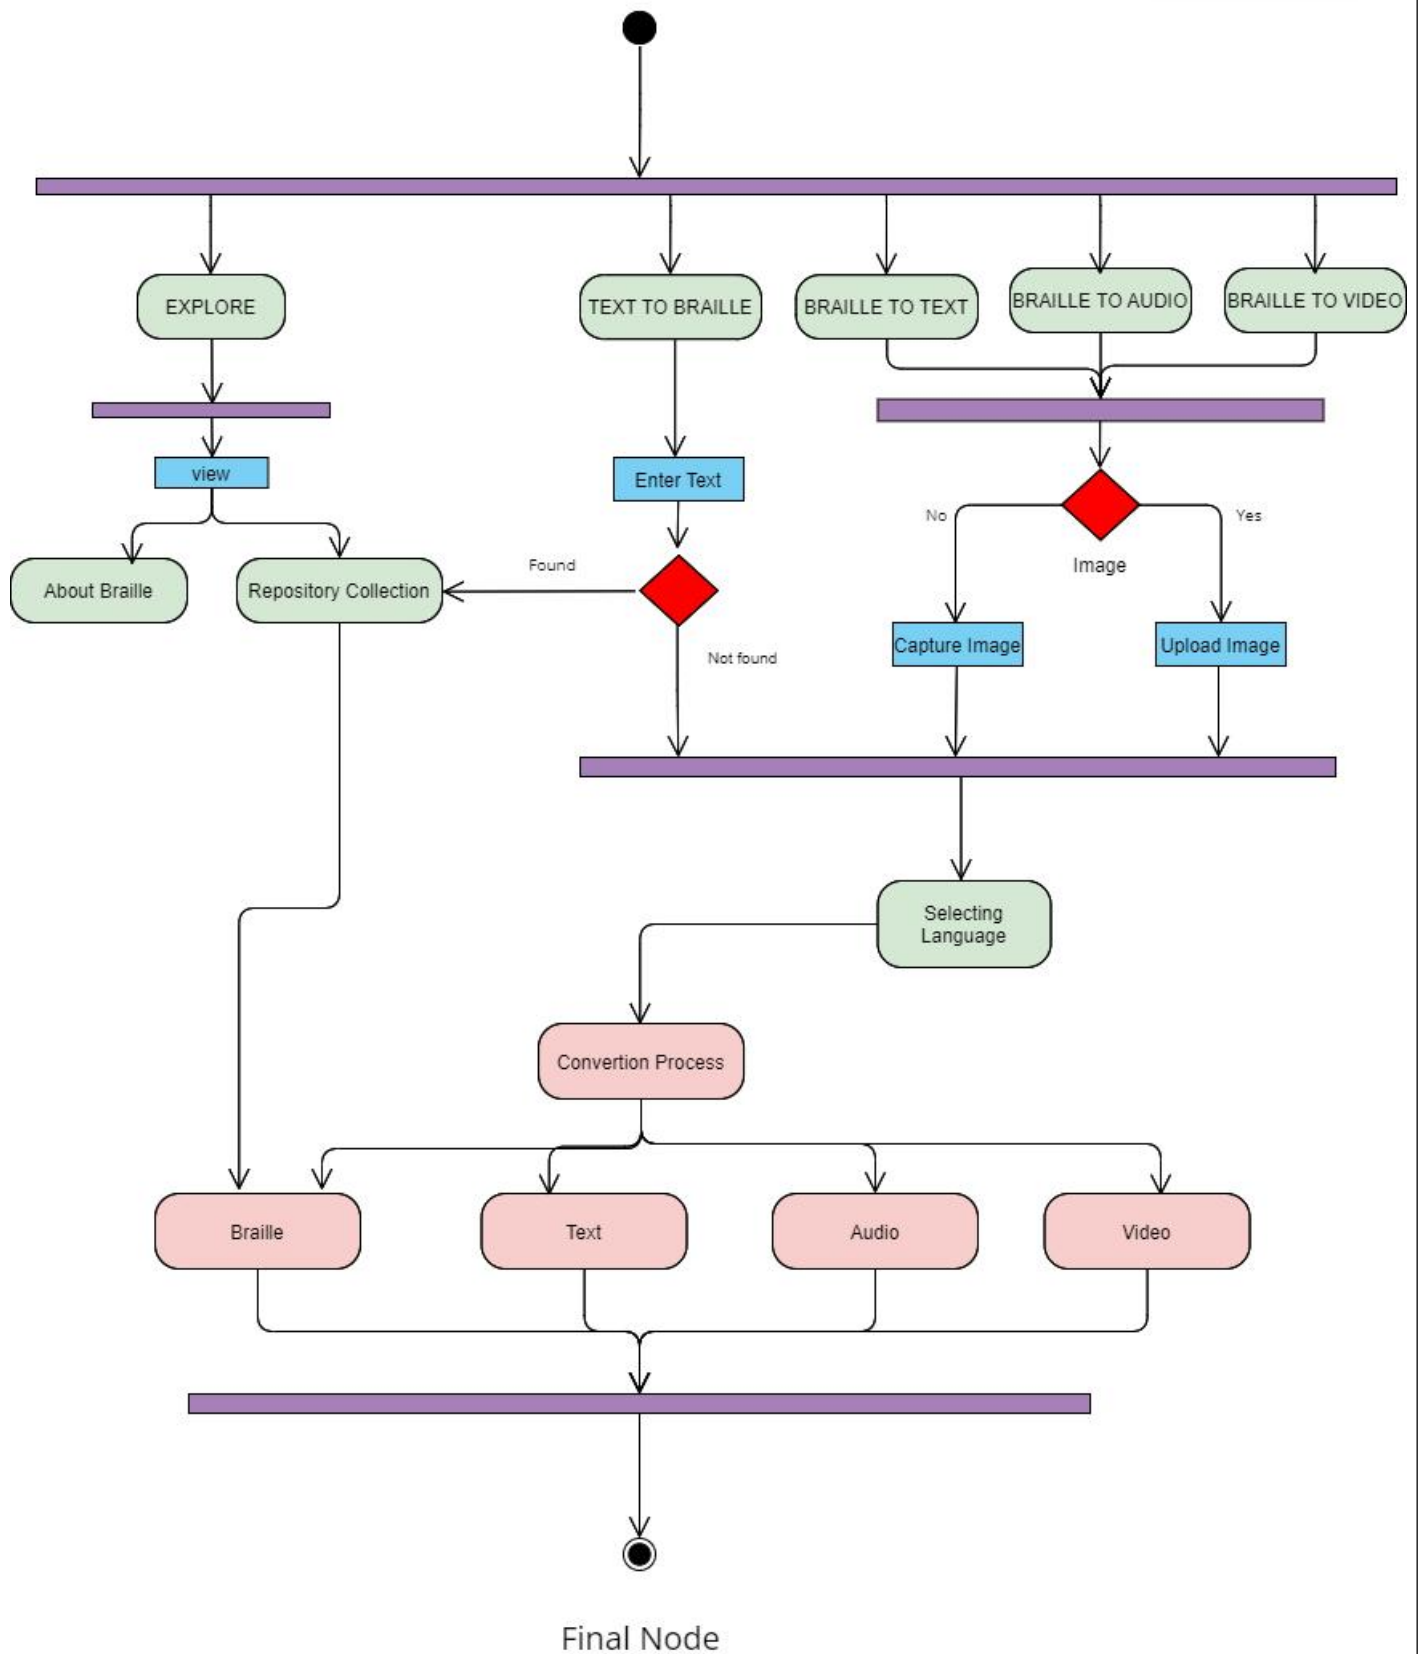 EXPLORE
TEXT TO BRAILLE
BRAILLE TO TEXT
BRAILLE TO AUDIO
BRAILLE TO VIDEO
view
Enter Text
No
Yes
Image
Found
About Braille
Repository Collection
Not found
Capture Image
Upload Image
Selecting
Language
Convertion Process
Braille
Text
Audio
Video
Final Node